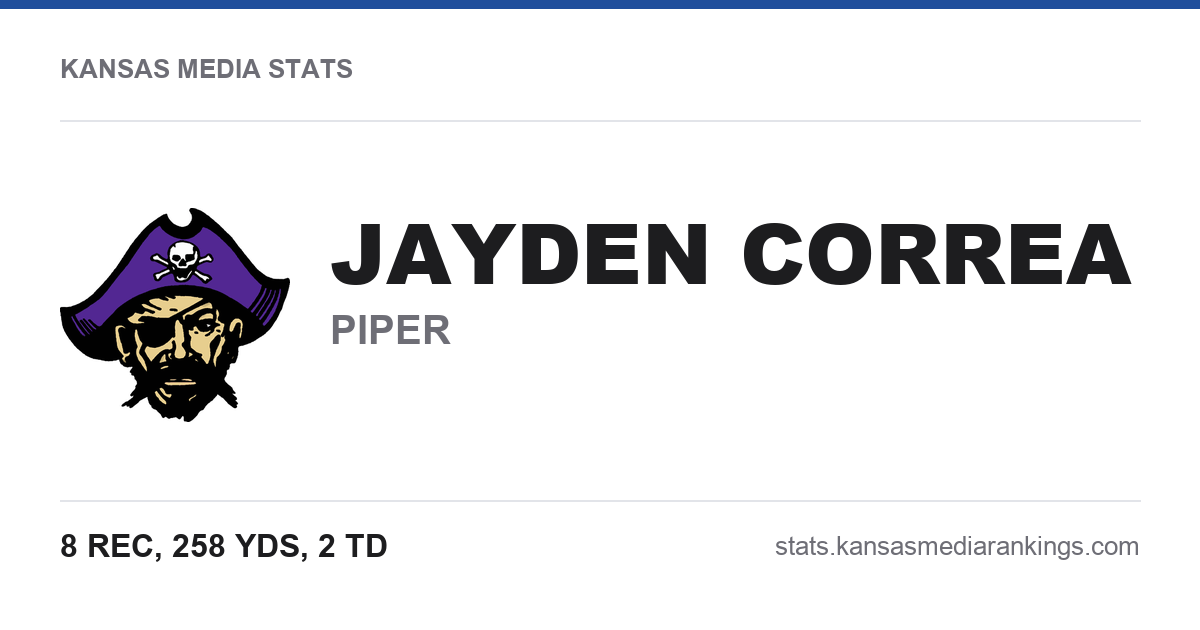 KANSAS MEDIA STATS
JAYDEN CORREA
PIPER
8 REC, 258 YDS, 2 TD
stats.kansasmediarankings.com